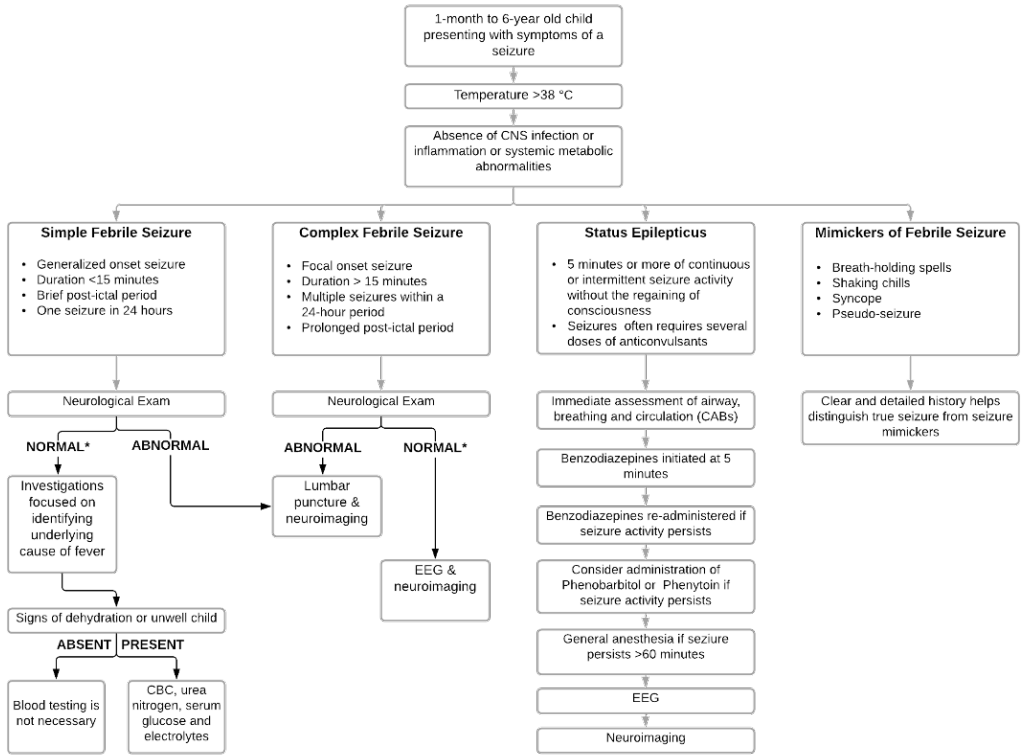 1-month to 6-year old child
presenting with symptoms of a
seizure
Temperature >38 °C
Absence of CNS infection or
inflammation or systemic metabolic
abnormalities
Simple Febrile Seizure
• Generalized onset seizure
• Duration <15 minutes
• Brief post-ictal period
• One seizure in 24 hours
Neurological Exam
NORMAL*
ABNORMAL
Investigations
focused on
identifying
underlying
cause of fever
Signs of dehydration or unwell child
ABSENT
PRESENT
Blood testing is
not necessary
CBC, urea
nitrogen, serum
glucose and
electrolytes
Complex Febrile Seizure
• Focal onset seizure
• Duration > 15 minutes
• Multiple seizures within a
24-hour period
• Prolonged post-ictal period
Neurological Exam
ABNORMAL
NORMAL*
Lumbar
puncture &
neuroimaging
EEG &
neuroimaging
Status Epilepticus
• 5 minutes or more of continuous
or intermittent seizure activity
without the regaining of
consciousness
• Seizures often requires several
doses of anticonvulsants
Immediate assessment of airway,
breathing and circulation (CABs)
Benzodiazepines initiated at 5
minutes
Benzodiazepines re-administered if
seizure activity persists
Consider administration of
Phenobarbitol or Phenytoin if
seizure activity persists
General anesthesia if seziure
persists >60 minutes
EEG
Neuroimaging
Mimickers of Febrile Seizure
• Breath-holding spells
• Shaking chills
• Syncope
• Pseudo-seizure
Clear and detailed history helps
distinguish true seizure from seizure
mimickers